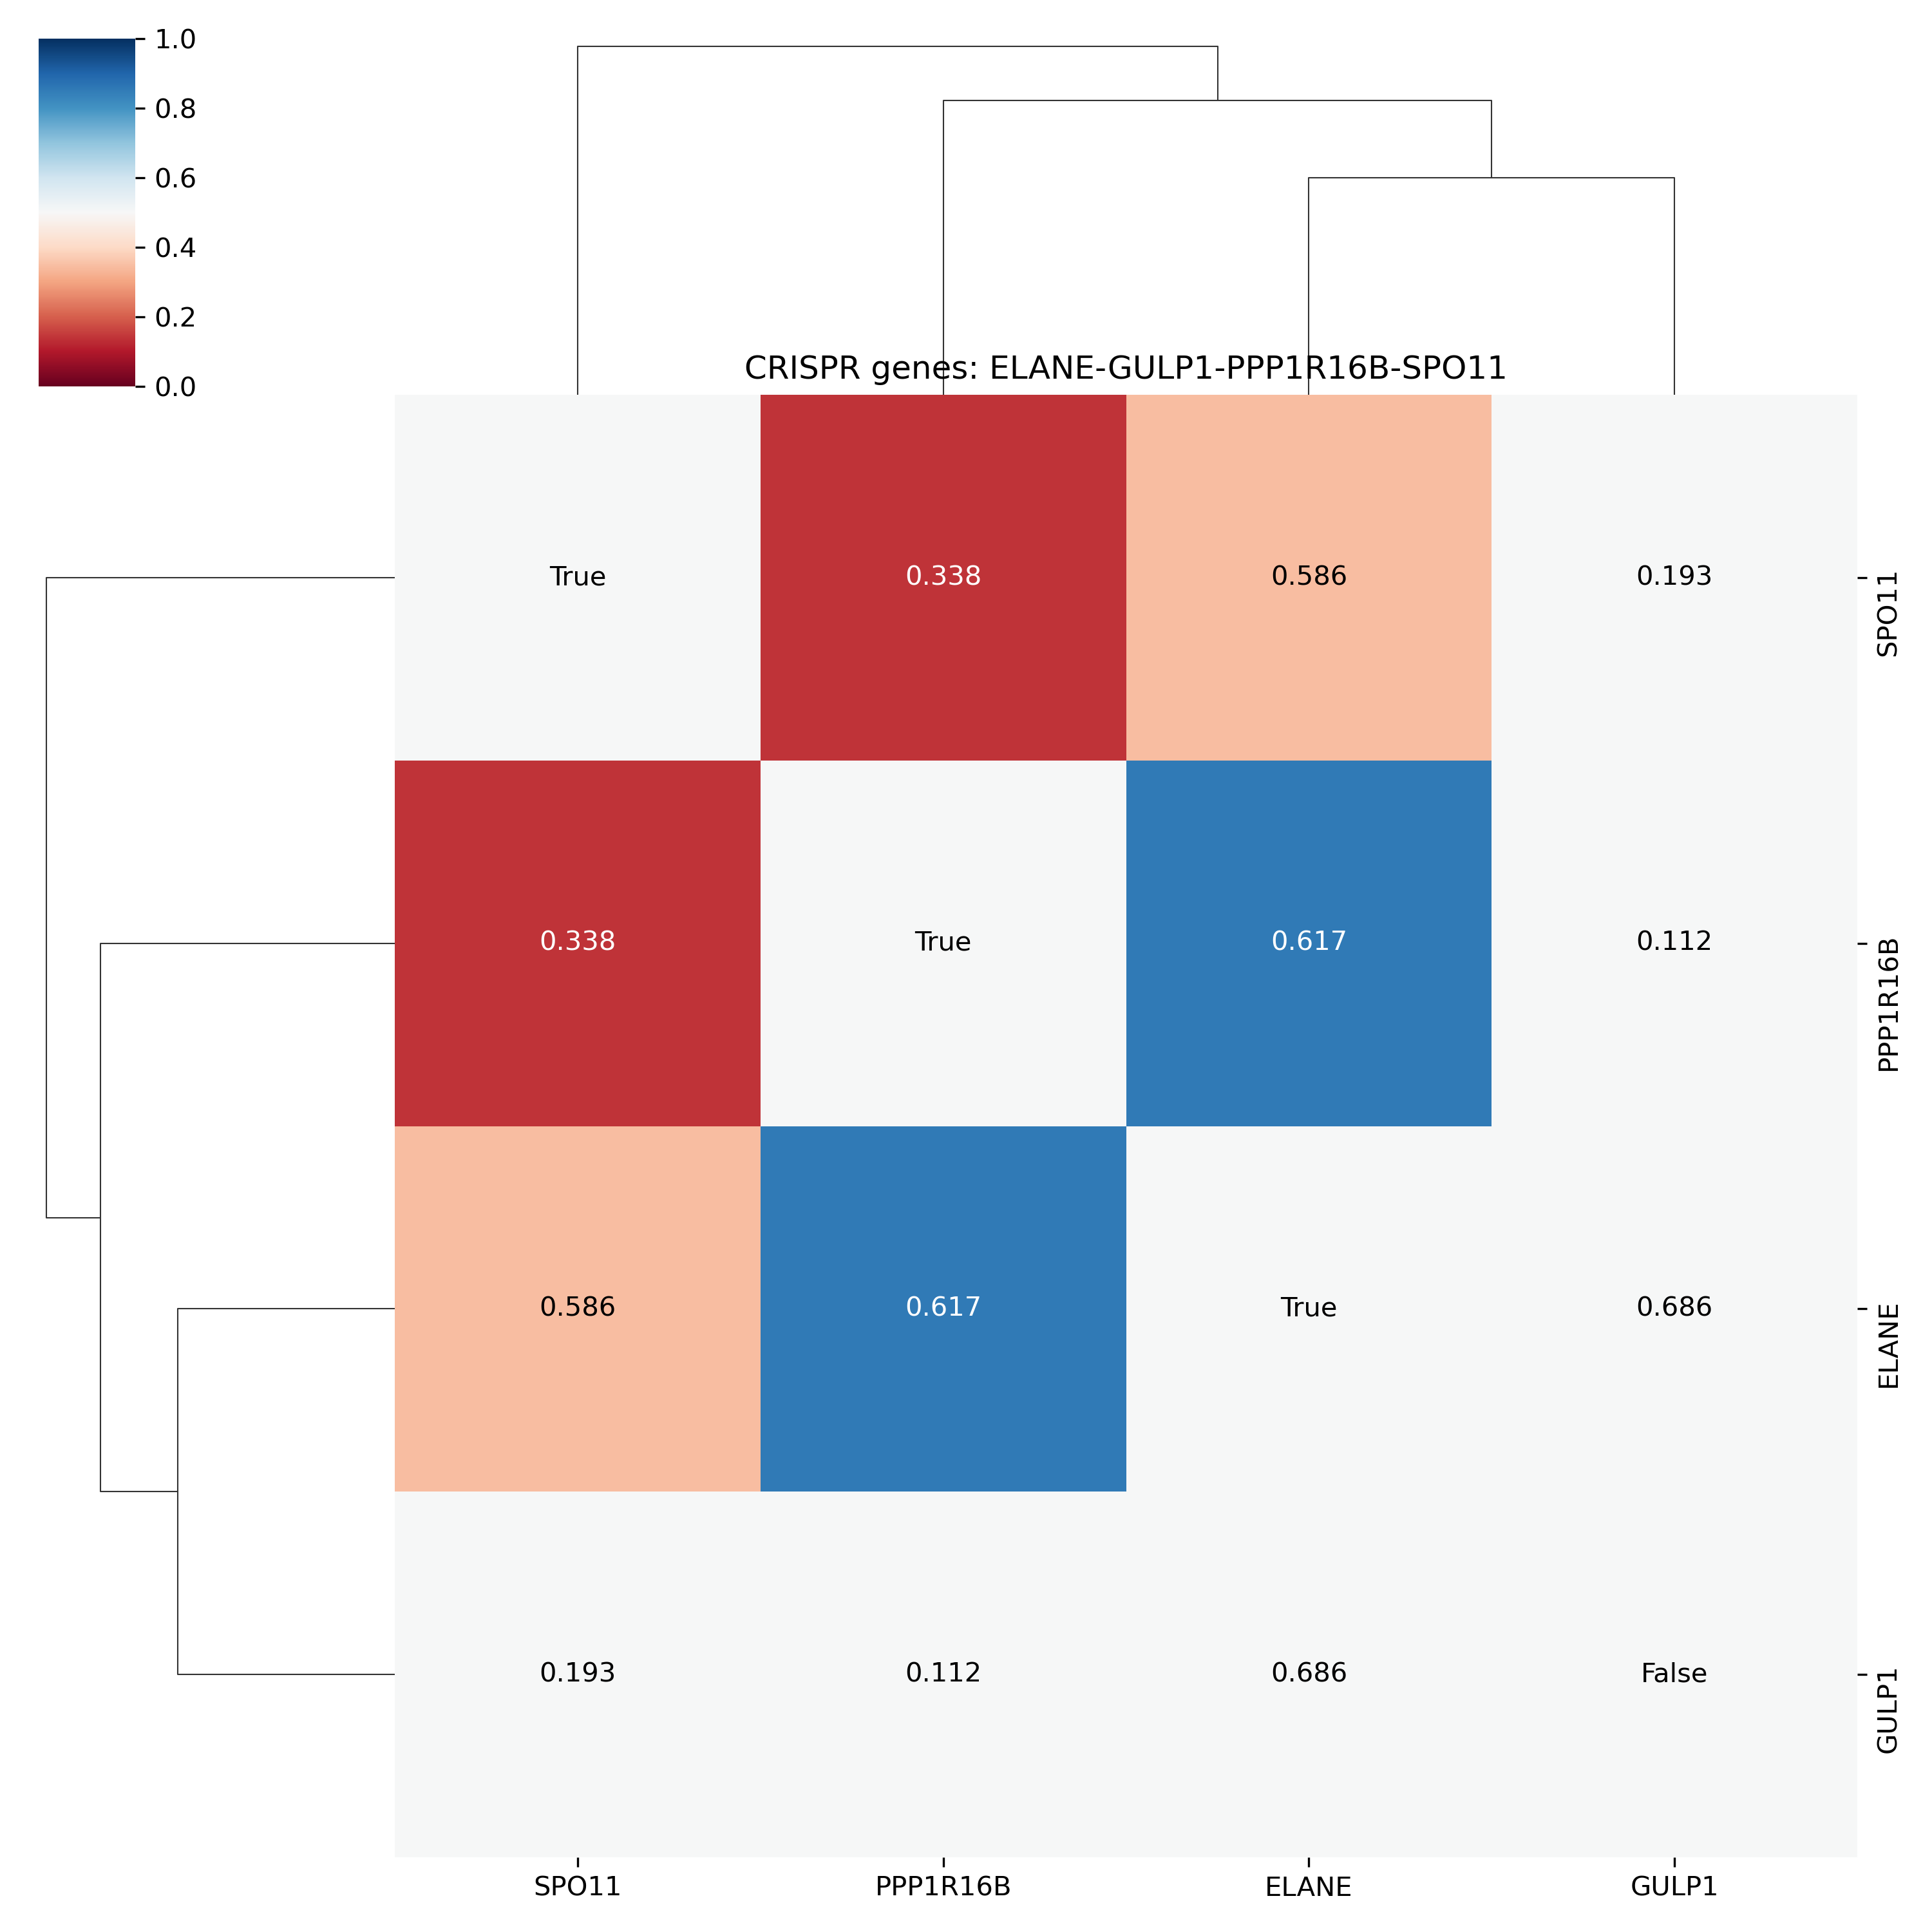 1.0
0.8
0.6
0.4
0.2
0.0
CRISPR genes: ELANE-GULP1-PPP1R16B-SPO11
True 0.338 0.586 0.193
SPO11
0.338 True 0.617 0.112
PPP1R16B
0.586 0.617 True 0.686
ELANE
0.193 0.112 0.686 False
GULP1
SPO11 PPP1R16B ELANE GULP1